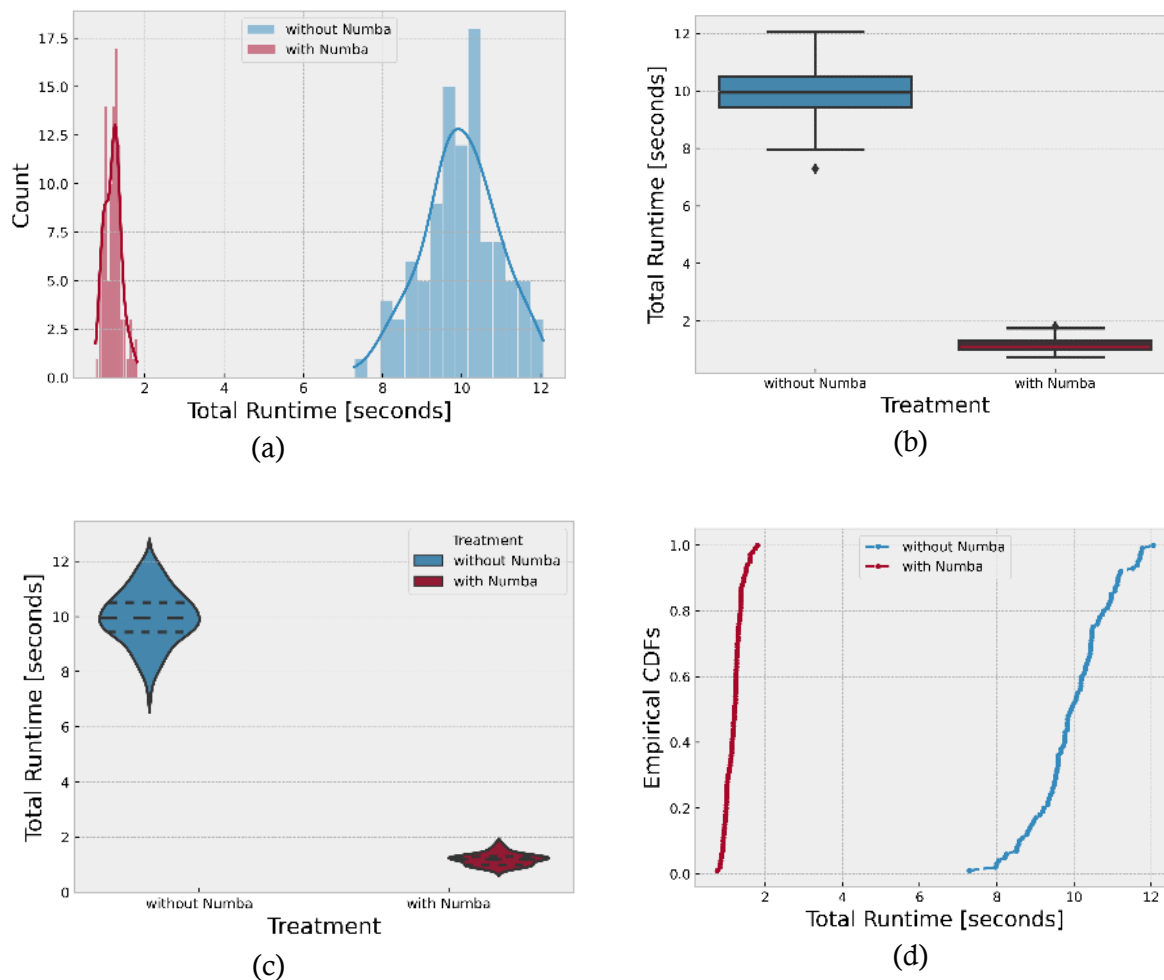 without Numba
with Numba
17.5
15.0
12.5
10.0
7.5
5.0
2.5
0.0
Count
2
4
6
8
10
12
Total Runtime [seconds]
(a)
12
10
8
6
4
2
Total Runtime [seconds]
without Numba
with Numba
Treatment
(b)
Treatment
without Numba
with Numba
12
10
8
6
4
2
0
Total Runtime [seconds]
without Numba
with Numba
Treatment
(c)
without Numba
with Numba
1.0
0.8
0.6
0.4
0.2
0.0
Empirical CDFs
2
4
6
8
10
12
Total Runtime [seconds]
(d)